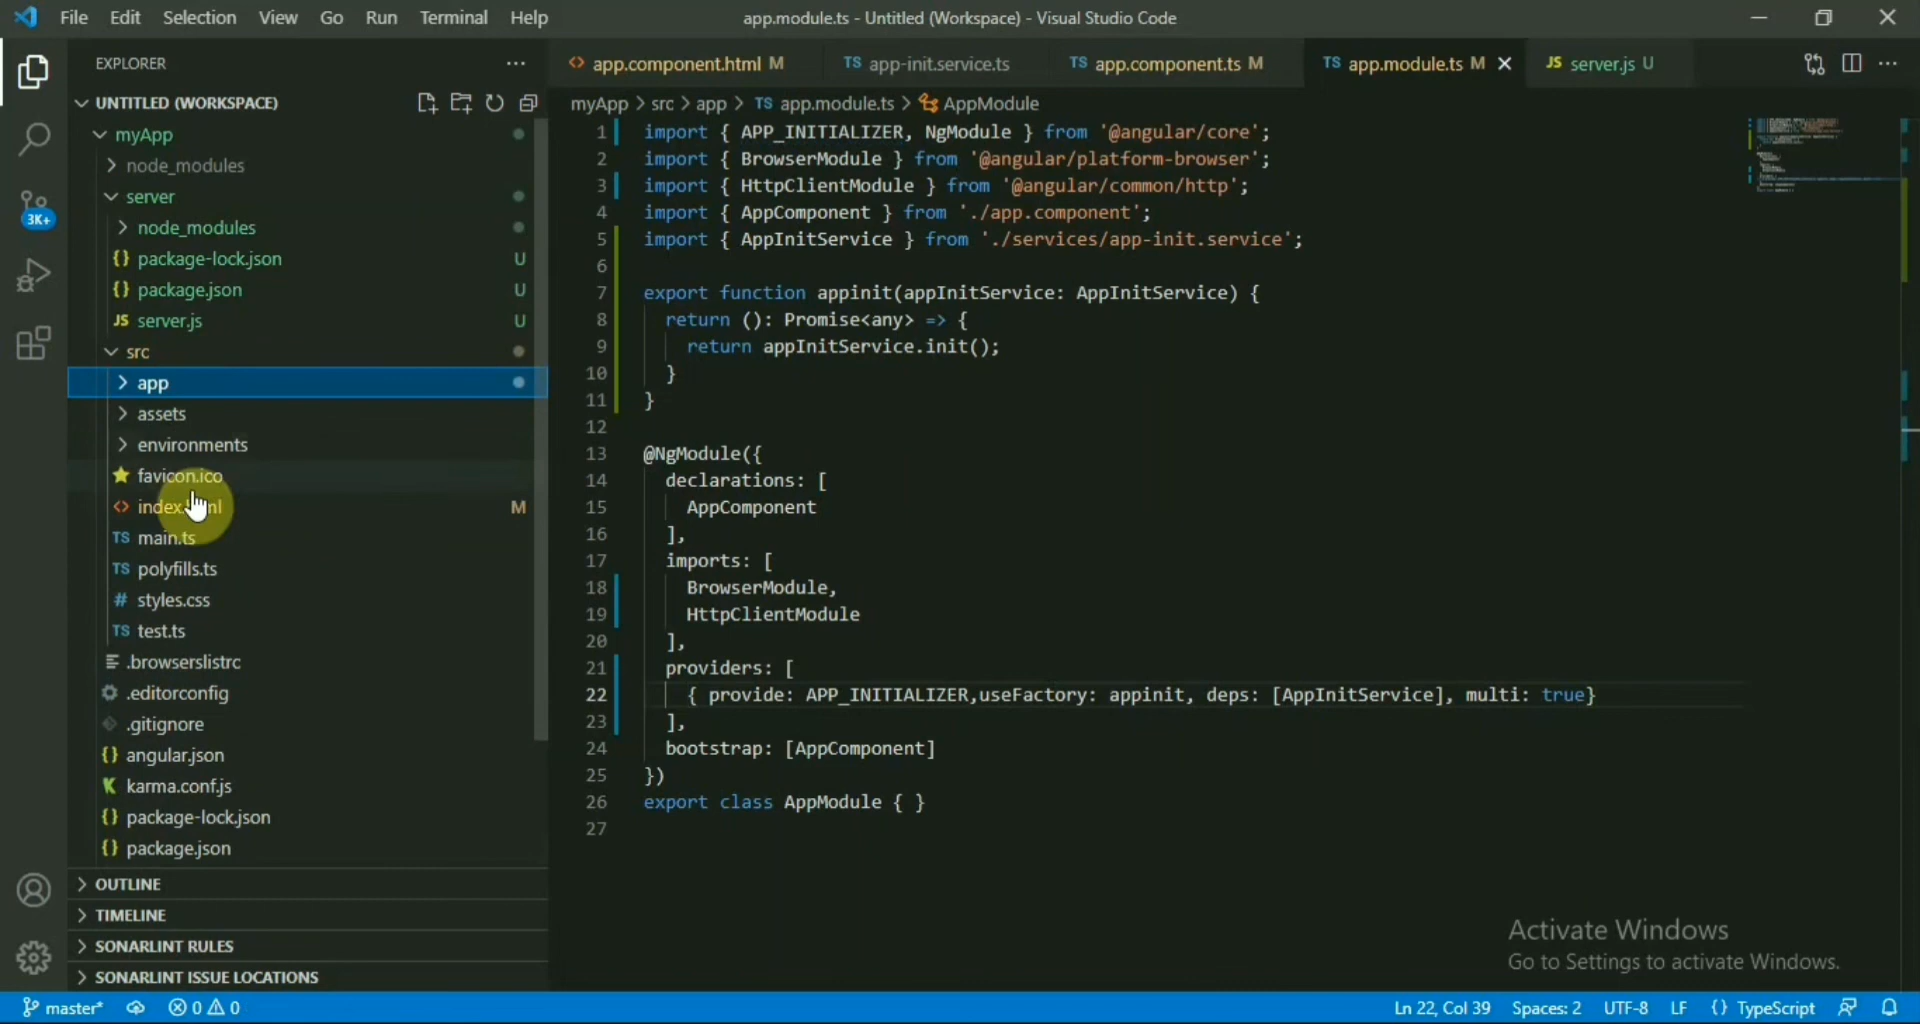 File Edit Selection View Go Run Terminal Help
app.module.ts - Untitled (Workspace) - Visual Studio Code
EXPLORER
UNTITLED (WORKSPACE)
myApp
node_modules
server
node_modules
package-lock.json U
package.json U
server.js U
src
app
assets
environments
favicon.ico
M
main.ts
polyfills.ts
styles.css
test.ts
.browserslistrc
.editorconfig
.gitignore
angular.json
karma.conf.js
package-lock.json
package.json
OUTLINE
TIMELINE
SONARLINT RULES
SONARLINT ISSUE LOCATIONS
3K+
app.component.html M TS app-init.service.ts TS app.component.ts M TS app.module.ts M JS server.js U
myApp > src > app > TS app.module.ts > AppModule
1 import { APP_INITIALIZER, NgModule } from '@angular/core';
2 import { BrowserModule } from '@angular/platform-browser';
3 import { HttpClientModule } from '@angular/common/http';
4 import { AppComponent } from './app.component';
5 import { AppInitService } from './services/app-init.service';
6
7 export function appinit(appInitService: AppInitService) {
8 return (): Promise<any> => {
9 return appInitService.init();
10 }
11 }
12
13 @NgModule({
14 declarations: [
15 AppComponent
16 ],
17 imports: [
18 BrowserModule,
19 HttpClientModule
20 ],
21 providers: [
22 { provide: APP_INITIALIZER,useFactory: appinit, deps: [AppInitService], multi: true}
23 ],
24 bootstrap: [AppComponent]
25 })
26 export class AppModule { }
27
Activate Windows
Go to Settings to activate Windows.
master* 0 0 Ln 22, Col 39 Spaces: 2 UTF-8 LF {} TypeScript